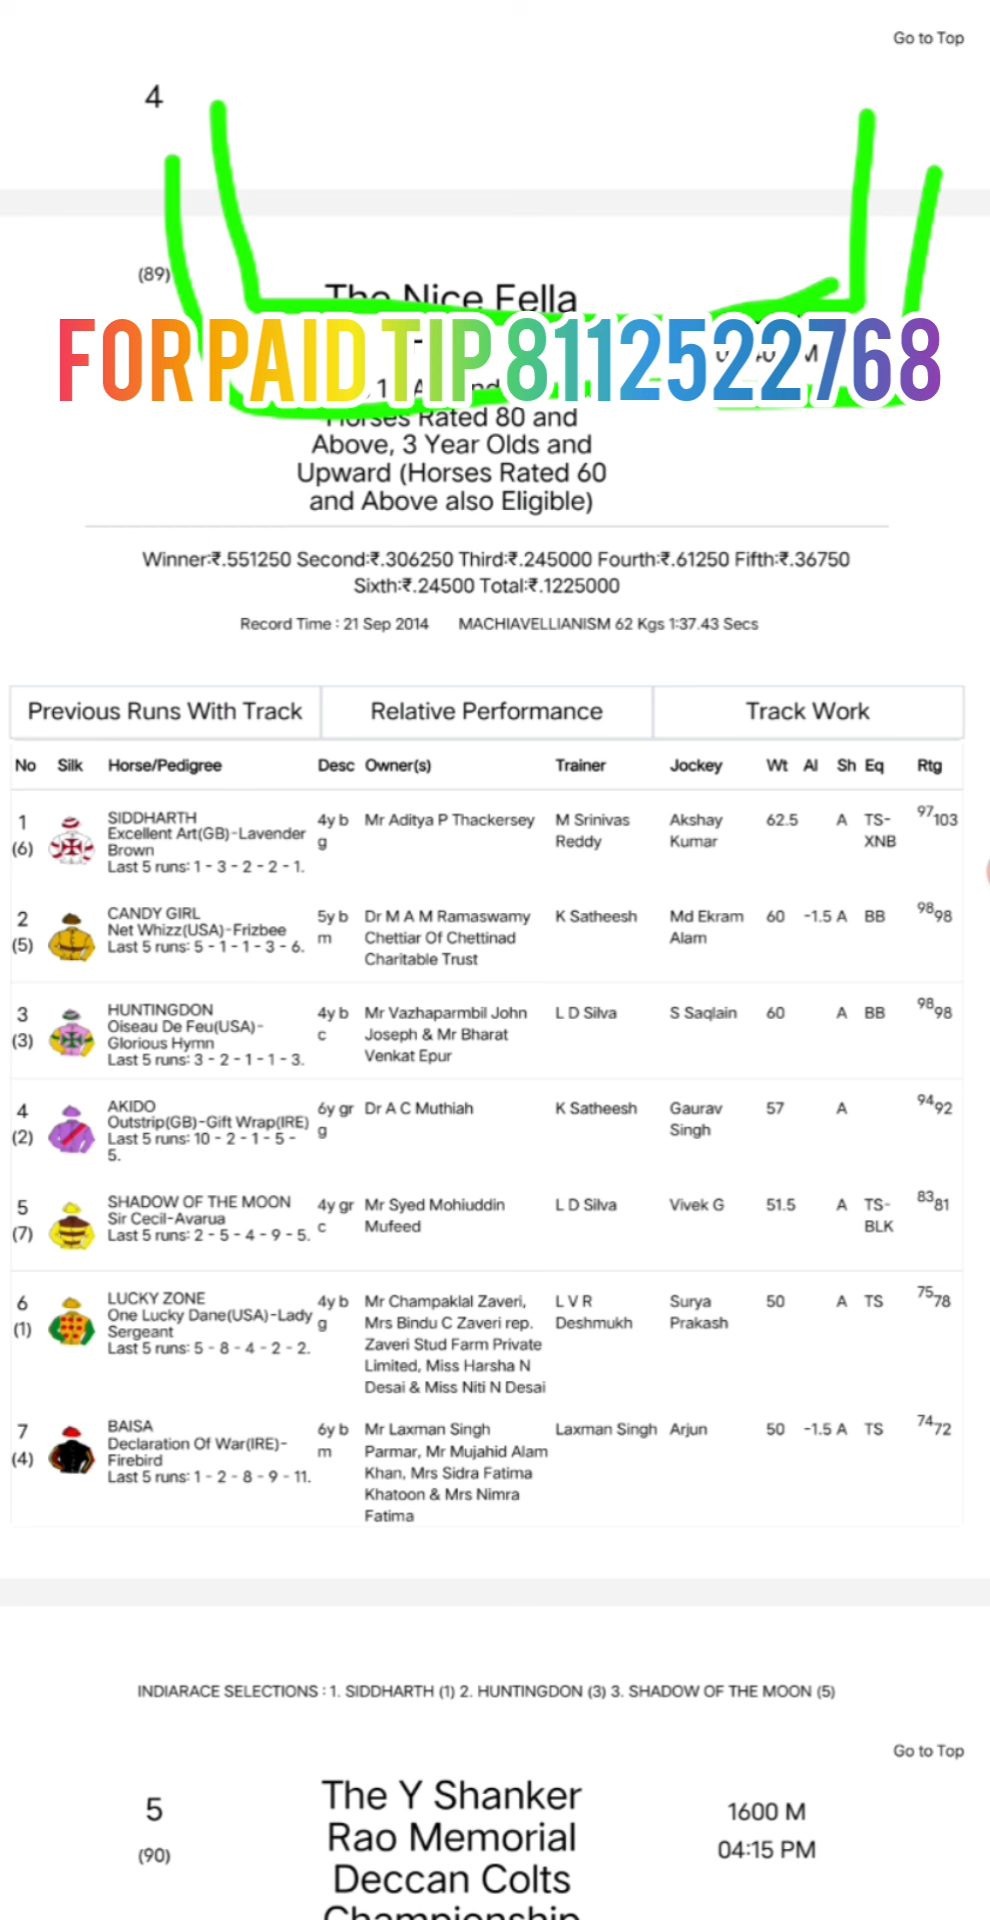 Go to Top
4
(89)
The Nice Fella
FOR PAID TIP 8112522768
Horses Rated 80 and
Above, 3 Year Olds and
Upward (Horses Rated 60
and Above also Eligible)
Winner:₹.551250 Second:₹.306250 Third:₹.245000 Fourth:₹.61250 Fifth:₹.36750
Sixth:₹.24500 Total:₹.1225000
Record Time : 21 Sep 2014 MACHIAVELLIANISM 62 Kgs 1:37.43 Secs
Previous Runs With Track Relative Performance Track Work
No Silk Horse/Pedigree Desc Owner(s) Trainer Jockey Wt Al Sh Eq Rtg
1 SIDDHARTH 4y b Mr Aditya P Thackersey M Srinivas Akshay 62.5 A TS- 97 103
(6) Excellent Art(GB)-Lavender g Reddy Kumar XNB
Brown
Last 5 runs: 1 - 3 - 2 - 2 - 1.
2 CANDY GIRL 5y b Dr M A M Ramaswamy K Satheesh Md Ekram 60 -1.5 A BB 98 98
(5) Net Whizz(USA)-Frizbee m Chettiar Of Chettinad Alam
Last 5 runs: 5 - 1 - 1 - 3 - 6. Charitable Trust
3 HUNTINGDON 4y b Mr Vazhaparmbil John L D Silva S Saqlain 60 A BB 98 98
(3) Oiseau De Feu(USA)- c Joseph & Mr Bharat
Glorious Hymn Venkat Epur
Last 5 runs: 3 - 2 - 1 - 1 - 3.
4 AKIDO 6y gr Dr A C Muthiah K Satheesh Gaurav 57 A 94 92
(2) Outstrip(GB)-Gift Wrap(IRE) g Singh
Last 5 runs: 10 - 2 - 1 - 5 -
5.
5 SHADOW OF THE MOON 4y gr Mr Syed Mohiuddin L D Silva Vivek G 51.5 A TS- 83 81
(7) Sir Cecil-Avarua c Mufeed BLK
Last 5 runs: 2 - 5 - 4 - 9 - 5.
6 LUCKY ZONE 4y b Mr Champaklal Zaveri, L V R Surya 50 A TS 75 78
(1) One Lucky Dane(USA)-Lady g Mrs Bindu C Zaveri rep. Deshmukh Prakash
Sergeant Zaveri Stud Farm Private
Last 5 runs: 5 - 8 - 4 - 2 - 2. Limited, Miss Harsha N
Desai & Miss Niti N Desai
7 BAISA 6y b Mr Laxman Singh Laxman Singh Arjun 50 -1.5 A TS 74 72
(4) Declaration Of War(IRE)- m Parmar, Mr Mujahid Alam
Firebird Khan, Mrs Sidra Fatima
Last 5 runs: 1 - 2 - 8 - 9 - 11. Khatoon & Mrs Nimra
Fatima
INDIARACE SELECTIONS : 1. SIDDHARTH (1) 2. HUNTINGDON (3) 3. SHADOW OF THE MOON (5)
Go to Top
5 The Y Shanker 1600 M
(90) Rao Memorial 04:15 PM
Deccan Colts
Championship